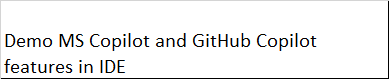 Demo MS Copilot and GitHub Copilot
features in IDE